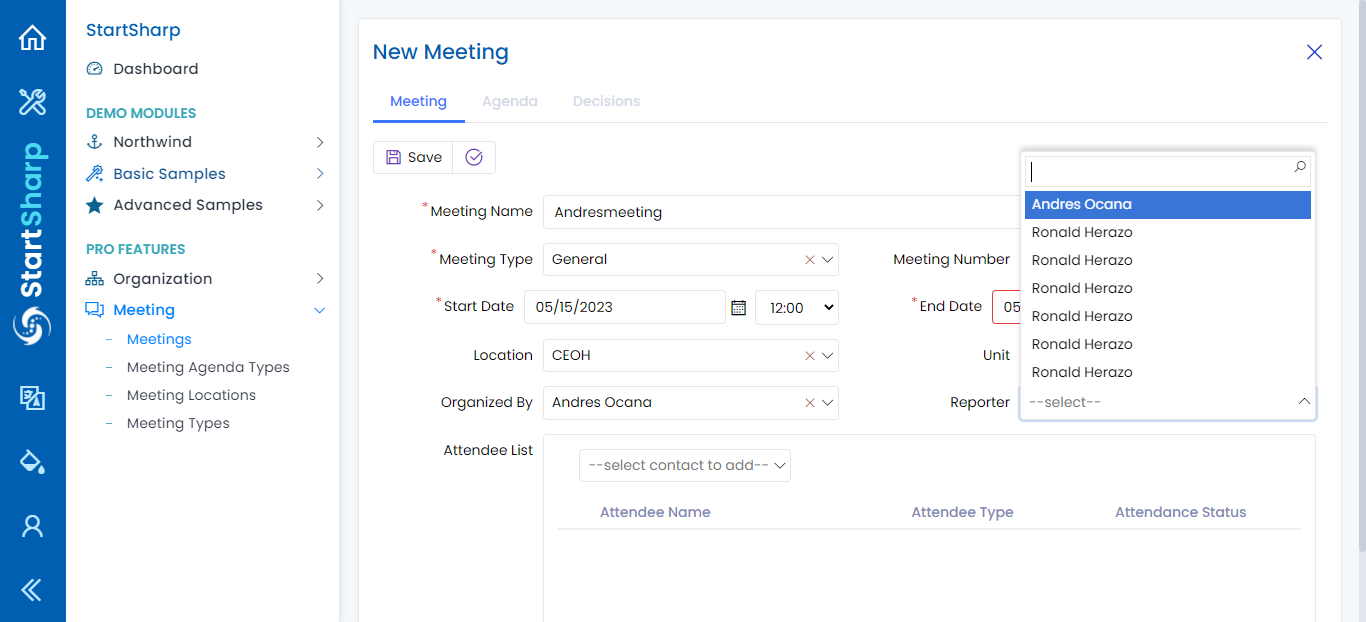 StartSharp
StartSharp
Dashboard
DEMO MODULES
Northwind
Basic Samples
Advanced Samples
PRO FEATURES
Organization
Meeting
Meetings
Meeting Agenda Types
Meeting Locations
Meeting Types
New Meeting
Meeting Agenda Decisions
Save
* Meeting Name Andresmeeting
* Meeting Type General Meeting Number
* Start Date 05/15/2023 12:00 * End Date 05
Location CEOH Unit
Organized By Andres Ocana Reporter --select--
Andres Ocana
Ronald Herazo
Ronald Herazo
Ronald Herazo
Ronald Herazo
Ronald Herazo
Ronald Herazo
Attendee List --select contact to add--
Attendee Name Attendee Type Attendance Status